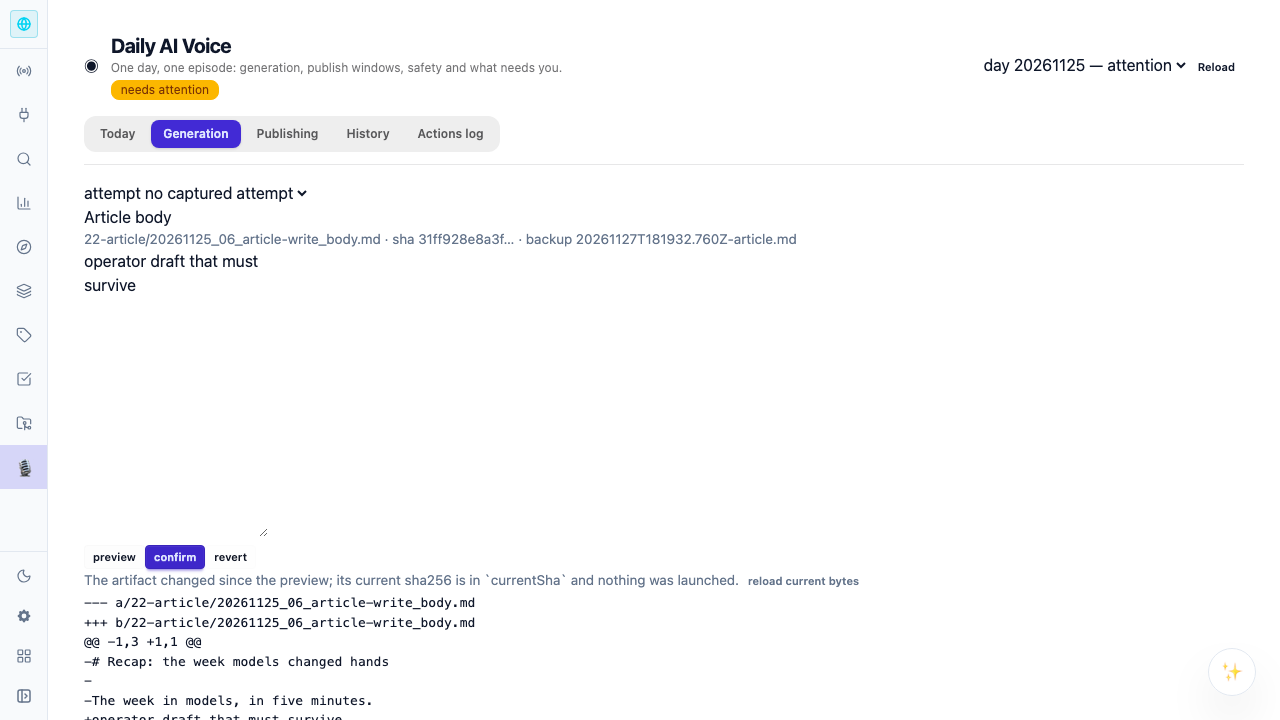 Daily AI Voice
One day, one episode: generation, publish windows, safety and what needs you.
needs attention
day 20261125 — attention
Reload
Today
Generation
Publishing
History
Actions log
attempt no captured attempt
Article body
22-article/20261125_06_article-write_body.md · sha 31ff928e8a3f… · backup 20261127T181932.760Z-article.md
operator draft that must
survive
preview
confirm
revert
The artifact changed since the preview; its current sha256 is in `currentSha` and nothing was launched.
reload current bytes
--- a/22-article/20261125_06_article-write_body.md
+++ b/22-article/20261125_06_article-write_body.md
@@ -1,3 +1,1 @@
-# Recap: the week models changed hands
-
-The week in models, in five minutes.
+operator draft that must survive